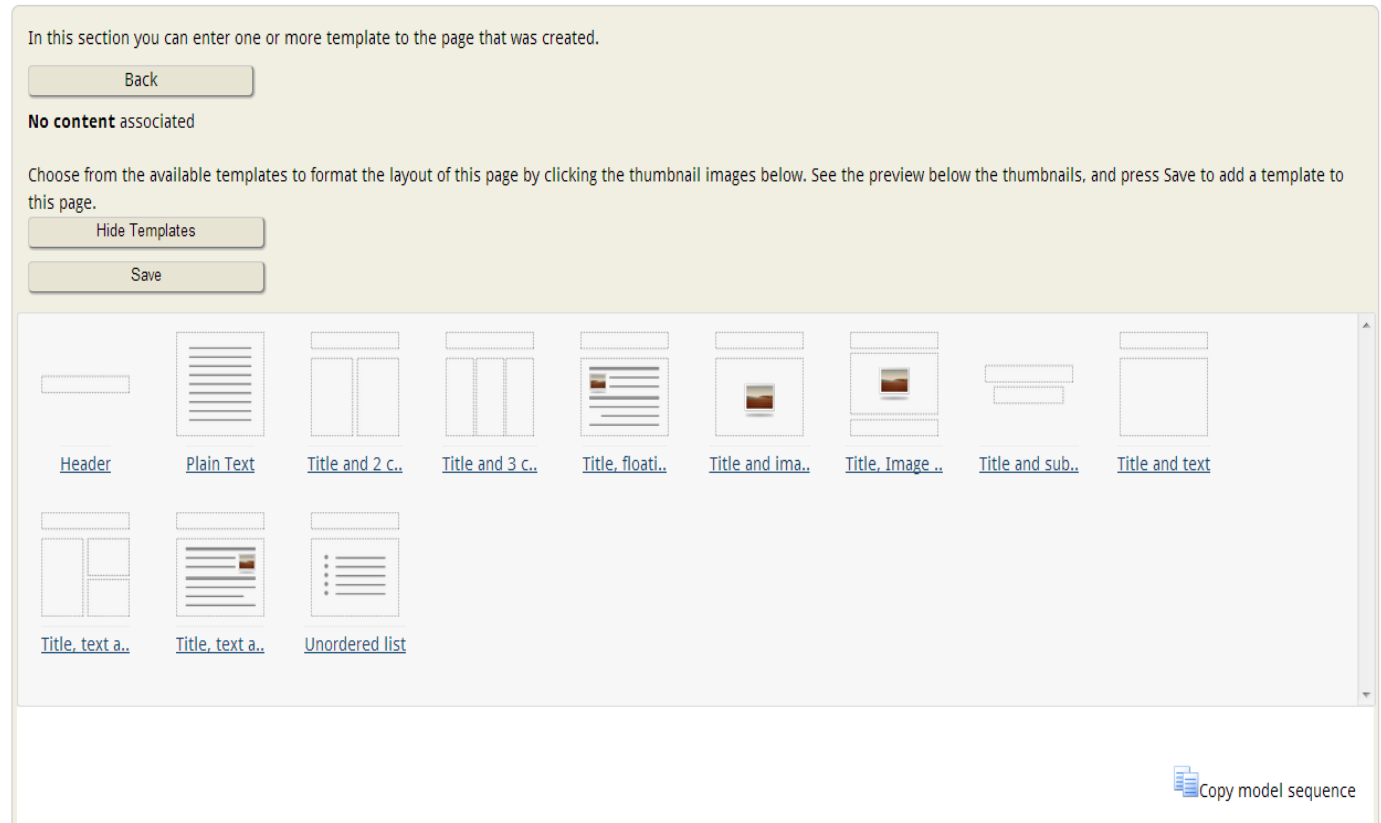 In this section you can enter one or more template to the page that was created.
Back
No content associated
Choose from the available templates to format the layout of this page by clicking the thumbnail images below. See the preview below the thumbnails, and press Save to add a template to
this page.
Hide Templates
Save
Header
Plain Text
Title and 2 c..
Title and 3 c..
Title, floati..
Title and ima..
Title, Image ..
Title and sub..
Title and text
Title, text a..
Title, text a..
Unordered list
Copy model sequence